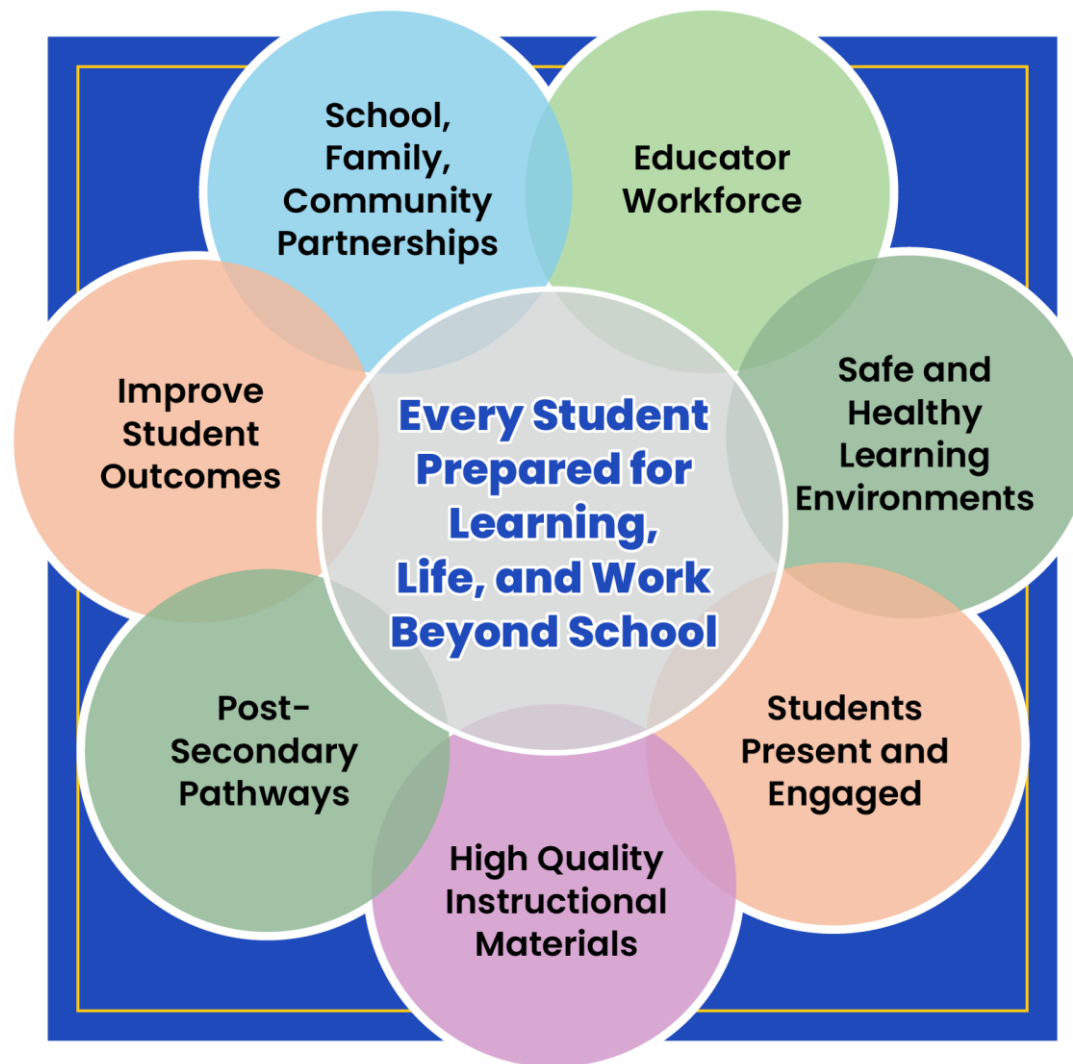 School,
Family,
Community
Partnerships
Educator
Workforce
Safe and
Healthy
Learning
Environments
Students
Present and
Engaged
High Quality
Instructional
Materials
Post-
Secondary
Pathways
Improve
Student
Outcomes
Every Student
Prepared for
Learning,
Life, and Work
Beyond School